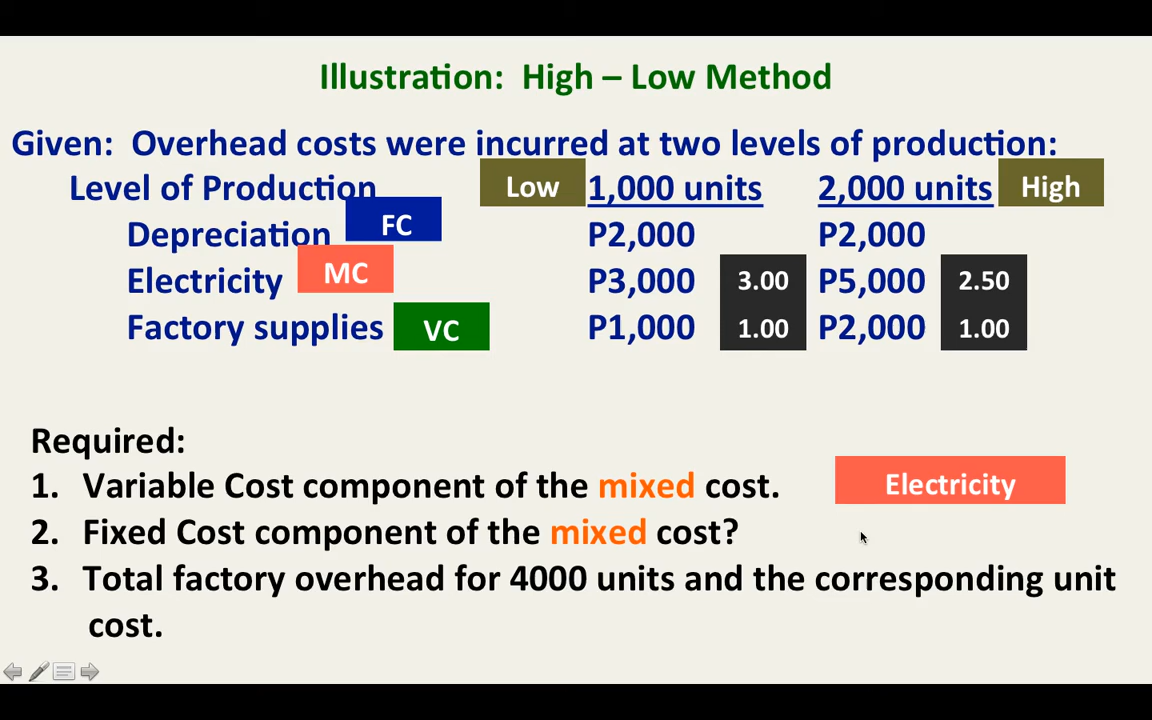 Illustration: High – Low Method
Given: Overhead costs were incurred at two levels of production:
Level of Production Low 1,000 units 2,000 units High
Depreciation FC P2,000 P2,000
Electricity MC P3,000 3.00 P5,000 2.50
Factory supplies VC P1,000 1.00 P2,000 1.00
Required:
1. Variable Cost component of the mixed cost. Electricity
2. Fixed Cost component of the mixed cost?
3. Total factory overhead for 4000 units and the corresponding unit
cost.